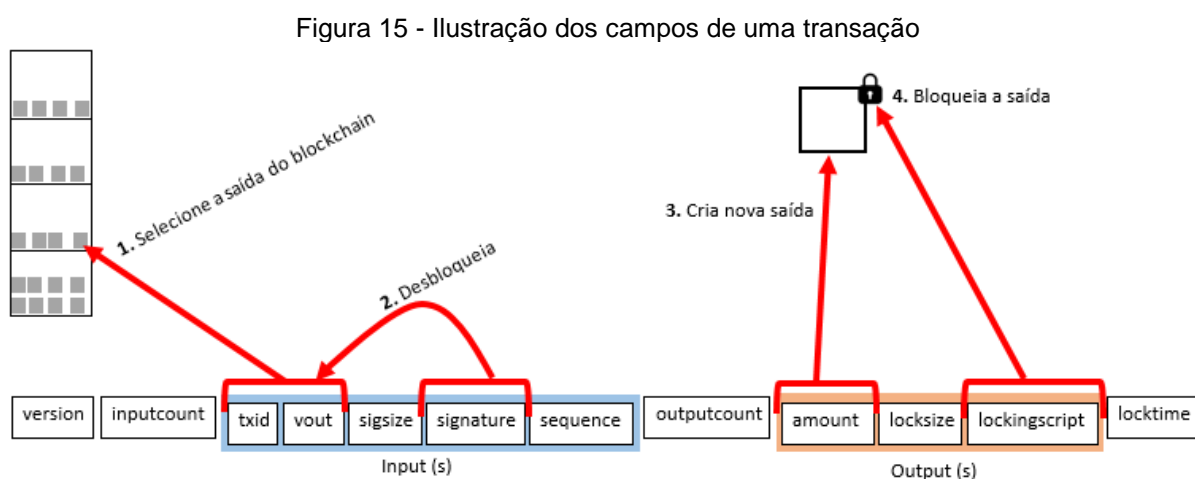 Figura 15 - Ilustração dos campos de uma transação
1. Selecione a saída do blockchain
2. Desbloqueia
3. Cria nova saída
4. Bloqueia a saída
version inputcount txid vout sigsize signature sequence outputcount amount locksize lockingscript locktime
Input (s) Output (s)